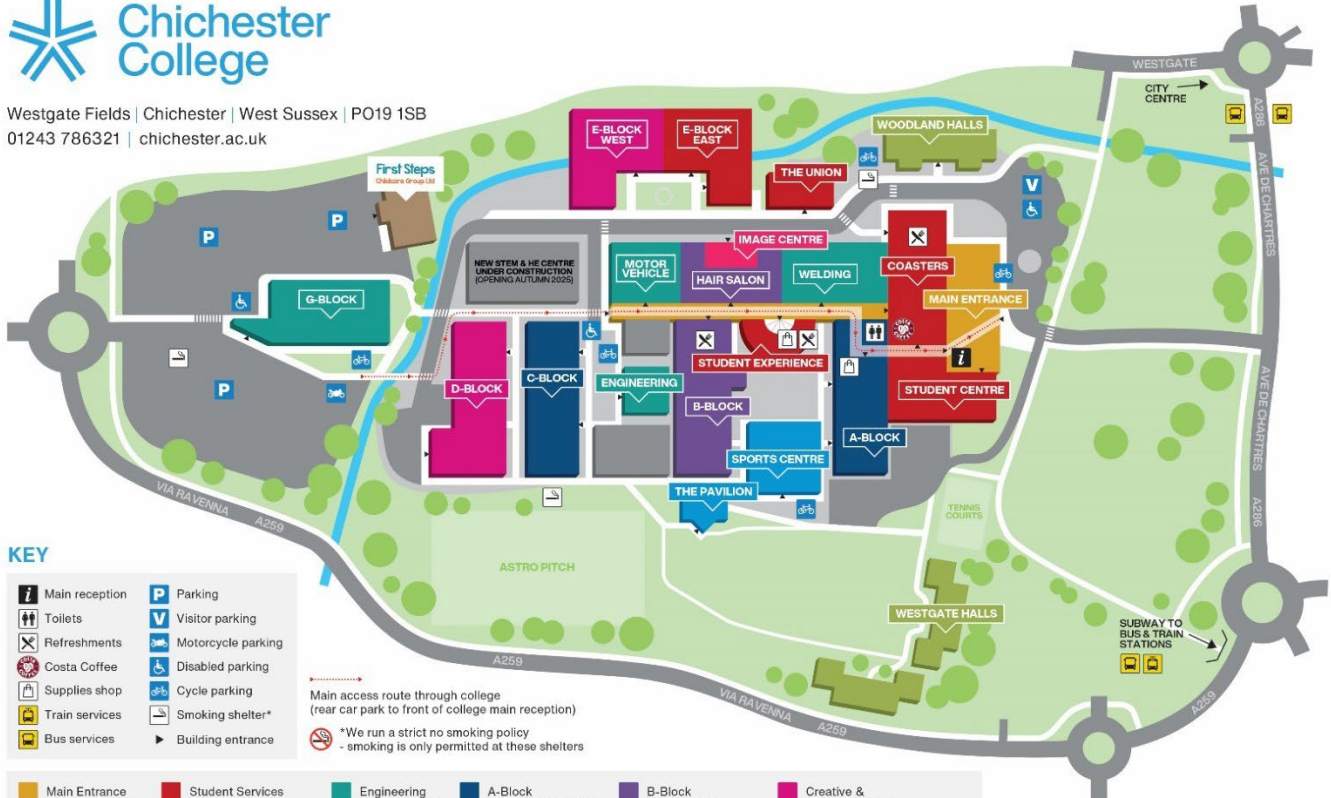 Chichester
College
Westgate Fields | Chichester | West Sussex | PO19 1SB
01243 786321 | chichester.ac.uk
WESTGATE
CITY
CENTRE
A286
AVE DE CHARTRES
AVE DE CHARTRES
A286
First Steps
Childcare Group Ltd
E-BLOCK
WEST
E-BLOCK
EAST
WOODLAND HALLS
THE UNION
P
P
V
IMAGE CENTRE
NEW STEM & HE CENTRE
UNDER CONSTRUCTION
(OPENING AUTUMN 2025)
MOTOR
VEHICLE
HAIR SALON
WELDING
COASTERS
MAIN ENTRANCE
G-BLOCK
COSTA
COFFEE
STUDENT EXPERIENCE
i
P
D-BLOCK
C-BLOCK
ENGINEERING
B-BLOCK
STUDENT CENTRE
A-BLOCK
SPORTS CENTRE
THE PAVILION
TENNIS
COURTS
VIA RAVENNA
A259
ASTRO PITCH
WESTGATE HALLS
SUBWAY TO
BUS & TRAIN
STATIONS
A259
VIA RAVENNA
A259
A259
KEY
i Main reception
Toilets
Refreshments
Costa Coffee
Supplies shop
Train services
Bus services
P Parking
V Visitor parking
Motorcycle parking
Disabled parking
Cycle parking
Smoking shelter*
Building entrance
Main access route through college
(rear car park to front of college main reception)
*We run a strict no smoking policy
- smoking is only permitted at these shelters
Main Entrance
Student Services
Engineering
A-Block
B-Block
Creative &